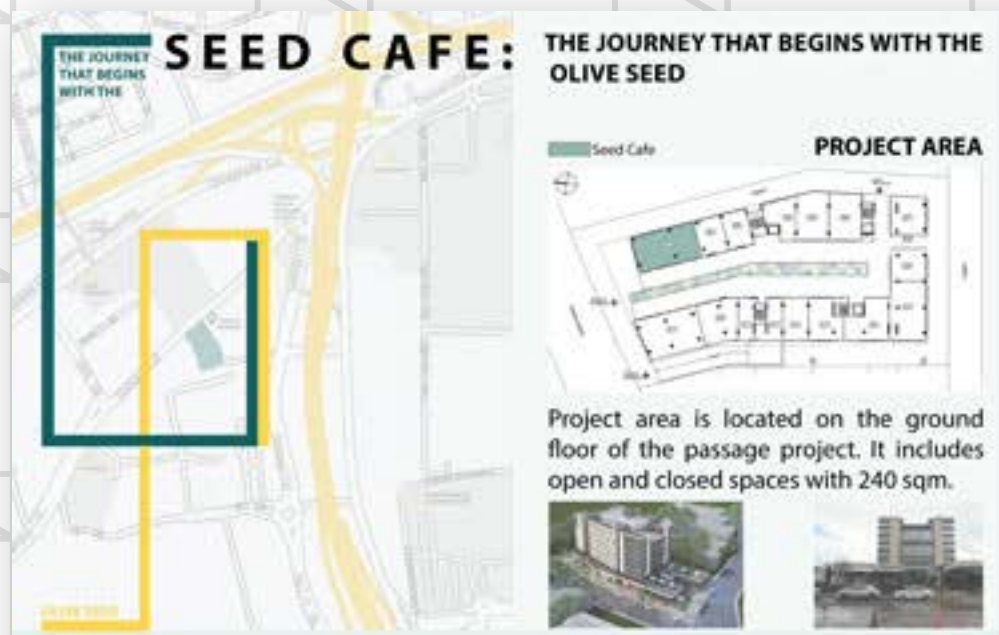 THE JOURNEY
THAT BEGINS
WITH THE
SEED CAFE:
THE JOURNEY THAT BEGINS WITH THE
OLIVE SEED
Seed Cafe
PROJECT AREA
Project area is located on the ground
floor of the passage project. It includes
open and closed spaces with 240 sqm.
OLIVE SEED